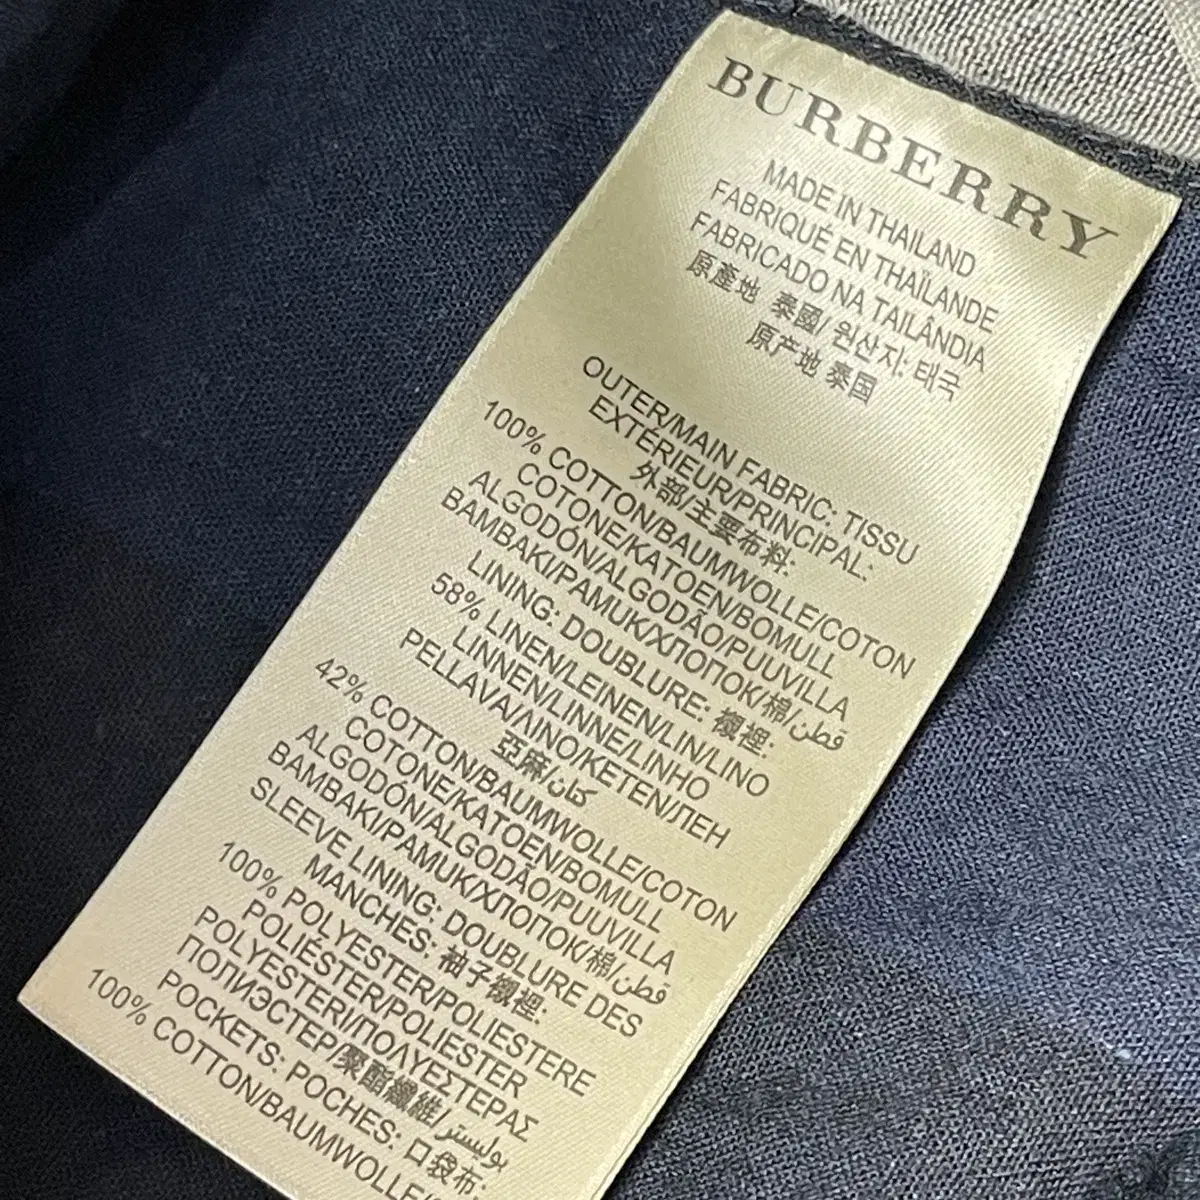 BURBERRY
MADE IN THAILAND
FABRIQUÉ EN THAÏLANDE
FABRICADO NA TAILÂNDIA
原產地 泰國/ 원산지: 태국
原产地 泰国
OUTER/MAIN FABRIC: TISSU
EXTÉRIEUR/PRINCIPAL:
外部/主要布料:
100% COTTON/BAUMWOLLE/COTON
COTONE/KATOEN/BOMULL
ALGODÓN/ALGODÃO/PUUVILLA
BAMBAKI/PAMUK/ХЛОПОК/棉/قطن
LINING: DOUBLURE: 襯裡:
58% LINEN/LEINEN/LIN/LINO
LINNEN/LINNE/LINHO
PELLAVA/ΛΙΝΟ/KETEN/ЛЕН
亞麻/كتان
42% COTTON/BAUMWOLLE/COTON
COTONE/KATOEN/BOMULL
ALGODÓN/ALGODÃO/PUUVILLA
BAMBAKI/PAMUK/ХЛОПОК/棉/قطن
SLEEVE LINING: DOUBLURE DES
MANCHES: 袖子襯裡:
100% POLYESTER/POLIESTERE
POLIÉSTER/POLIESTER
POLYESTERI/ΠΟΛΥΕΣΤΕΡΑΣ
ПОЛИЭСТЕР/聚酯纖維/بوليستر
POCKETS: POCHES: 口袋布:
100% COTTON/BAUMWOLLE/